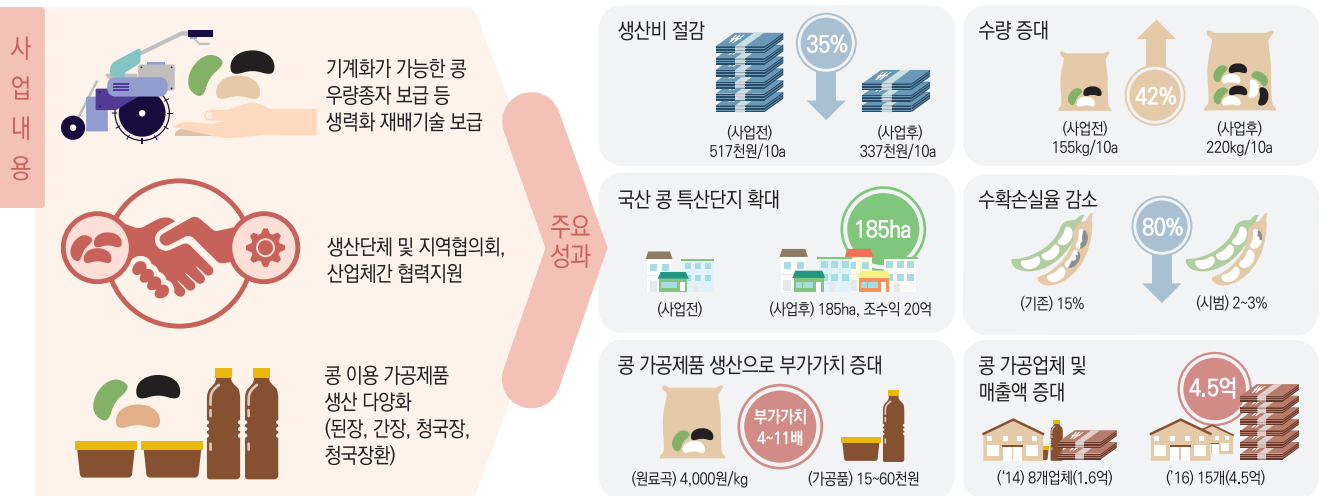 사
업
내
용
기계화가 가능한 콩
우량종자 보급 등
생력화 재배기술 보급
생산단체 및 지역협의회,
산업체간 협력지원
콩 이용 가공제품
생산 다양화
(된장, 간장, 청국장,
청국장환)
주요
성과
생산비 절감
35%
(사업전)
517천원/10a
(사업후)
337천원/10a
수량 증대
42%
(사업전)
155kg/10a
(사업후)
220kg/10a
국산 콩 특산단지 확대
185ha
(사업전)
(사업후) 185ha, 조수익 20억
수확손실율 감소
80%
(기존) 15%
(시범) 2~3%
콩 가공제품 생산으로 부가가치 증대
부가가치
4~11배
(원료곡) 4,000원/kg
(가공품) 15~60천원
콩 가공업체 및
매출액 증대
4.5억
(‘14) 8개업체(1.6억)
(’16) 15개(4.5억)